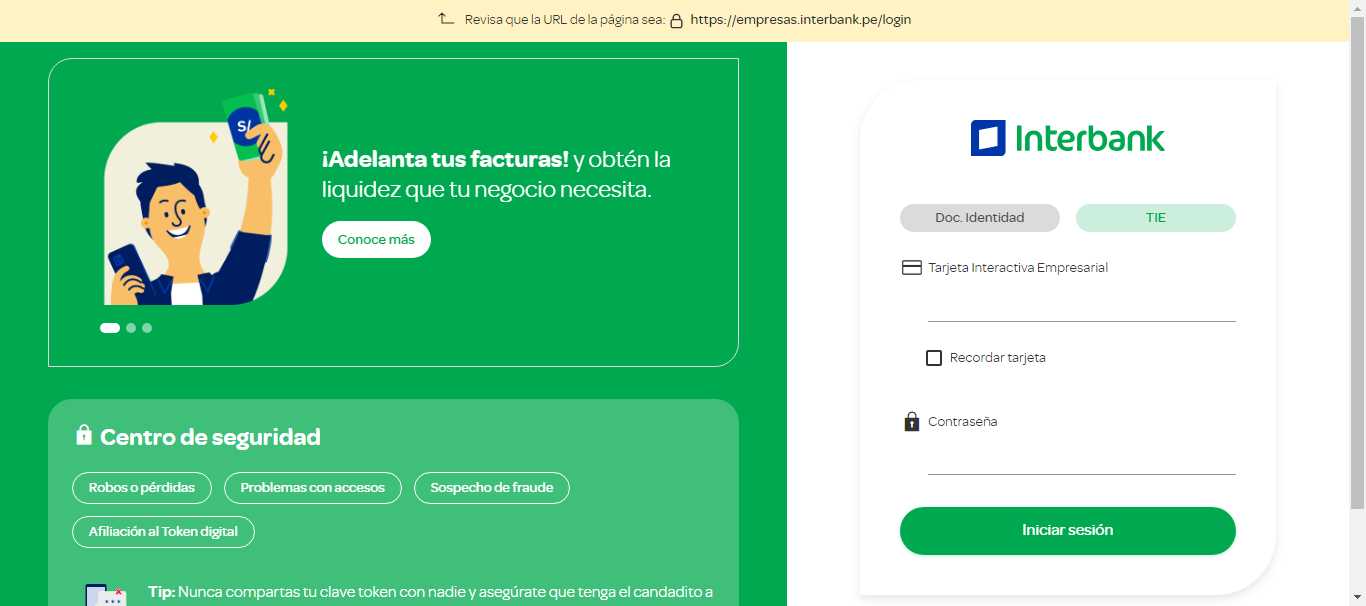 Revisa que la URL de la página sea: https://empresas.interbank.pe/login
S/
¡Adelanta tus facturas! y obtén la
liquidez que tu negocio necesita.
Conoce más
Centro de seguridad
Robos o pérdidas
Problemas con accesos
Sospecho de fraude
Afiliación al Token digital
Tip: Nunca compartas tu clave token con nadie y asegúrate que tenga el candadito a
Interbank
Doc. Identidad
TIE
Tarjeta Interactiva Empresarial
Recordar tarjeta
Contraseña
Iniciar sesión